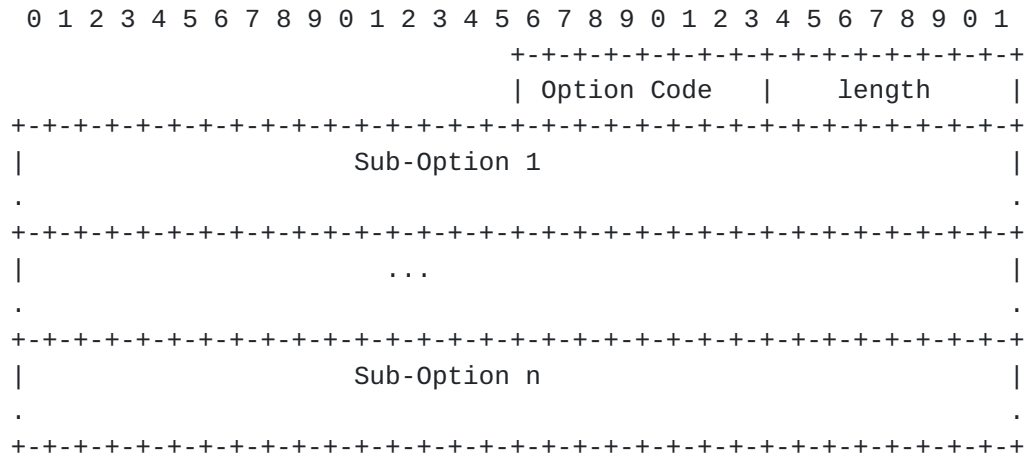 0 1 2 3 4 5 6 7 8 9 0 1 2 3 4 5 6 7 8 9 0 1 2 3 4 5 6 7 8 9 0 1
                                +-+-+-+-+-+-+-+-+-+-+-+-+-+-+-+-+
                                | Option Code   |    length     |
+-+-+-+-+-+-+-+-+-+-+-+-+-+-+-+-+-+-+-+-+-+-+-+-+-+-+-+-+-+-+-+-+
|                     Sub-Option 1                              |
.                                                               .
+-+-+-+-+-+-+-+-+-+-+-+-+-+-+-+-+-+-+-+-+-+-+-+-+-+-+-+-+-+-+-+-+
|                       ...                                     |
.                                                               .
+-+-+-+-+-+-+-+-+-+-+-+-+-+-+-+-+-+-+-+-+-+-+-+-+-+-+-+-+-+-+-+-+
|                     Sub-Option n                              |
.                                                               .
+-+-+-+-+-+-+-+-+-+-+-+-+-+-+-+-+-+-+-+-+-+-+-+-+-+-+-+-+-+-+-+-+